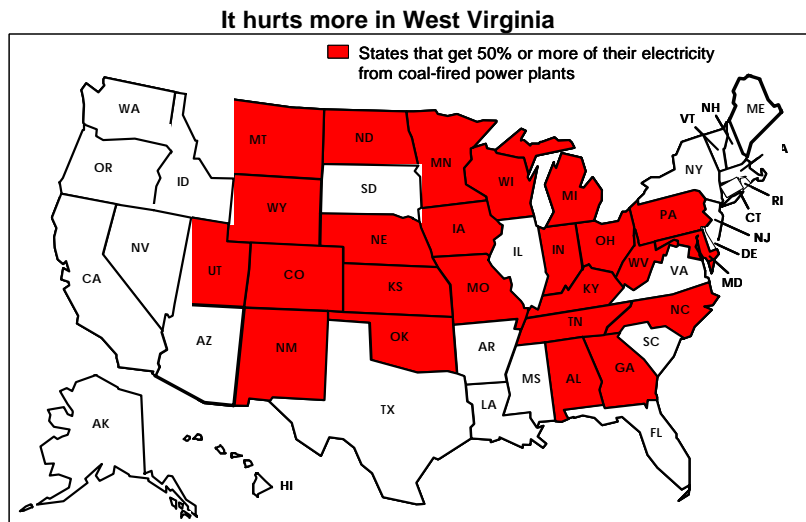 It hurts more in West Virginia
States that get 50% or more of their electricity
from coal-fired power plants
WA
MT
ND
MN
VT
NH
ME
OR
ID
SD
WI
MI
NY
A
RI
CT
WY
IA
PA
NJ
NV
NE
IL
IN
OH
DE
CA
UT
CO
KS
MO
WV
VA
MD
KY
AZ
NM
OK
AR
TN
NC
SC
TX
MS
AL
GA
LA
AK
FL
HI